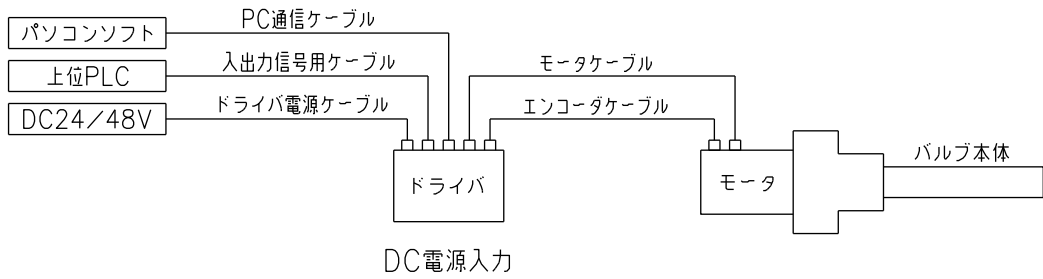 PC通信ケーブル
パソコンソフト
入出力信号用ケーブル
モータケーブル
上位PLC
ドライバ電源ケーブル
エンコーダケーブル
DC24/48V
バルブ本体
ドライバ
モータ
DC電源入力